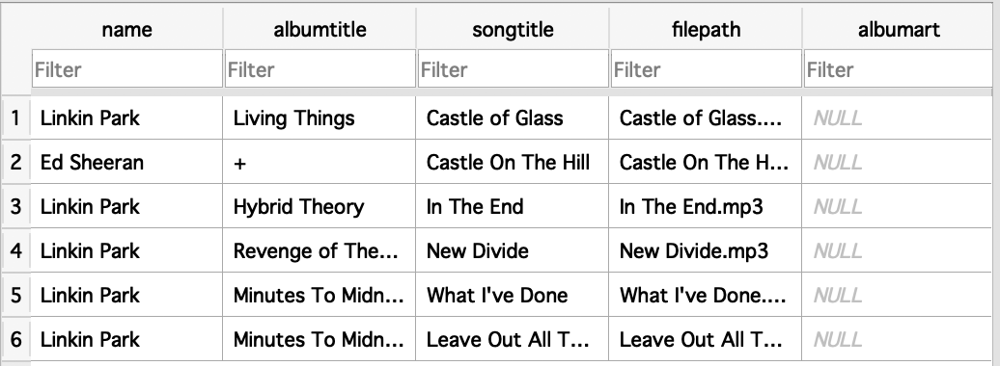 name albumtitle songtitle filepath albumart
Filter Filter Filter Filter Filter
1 Linkin Park Living Things Castle of Glass Castle of Glass.... NULL
2 Ed Sheeran + Castle On The Hill Castle On The H... NULL
3 Linkin Park Hybrid Theory In The End In The End.mp3 NULL
4 Linkin Park Revenge of The... New Divide New Divide.mp3 NULL
5 Linkin Park Minutes To Midn... What I've Done What I've Done.... NULL
6 Linkin Park Minutes To Midn... Leave Out All T... Leave Out All T... NULL